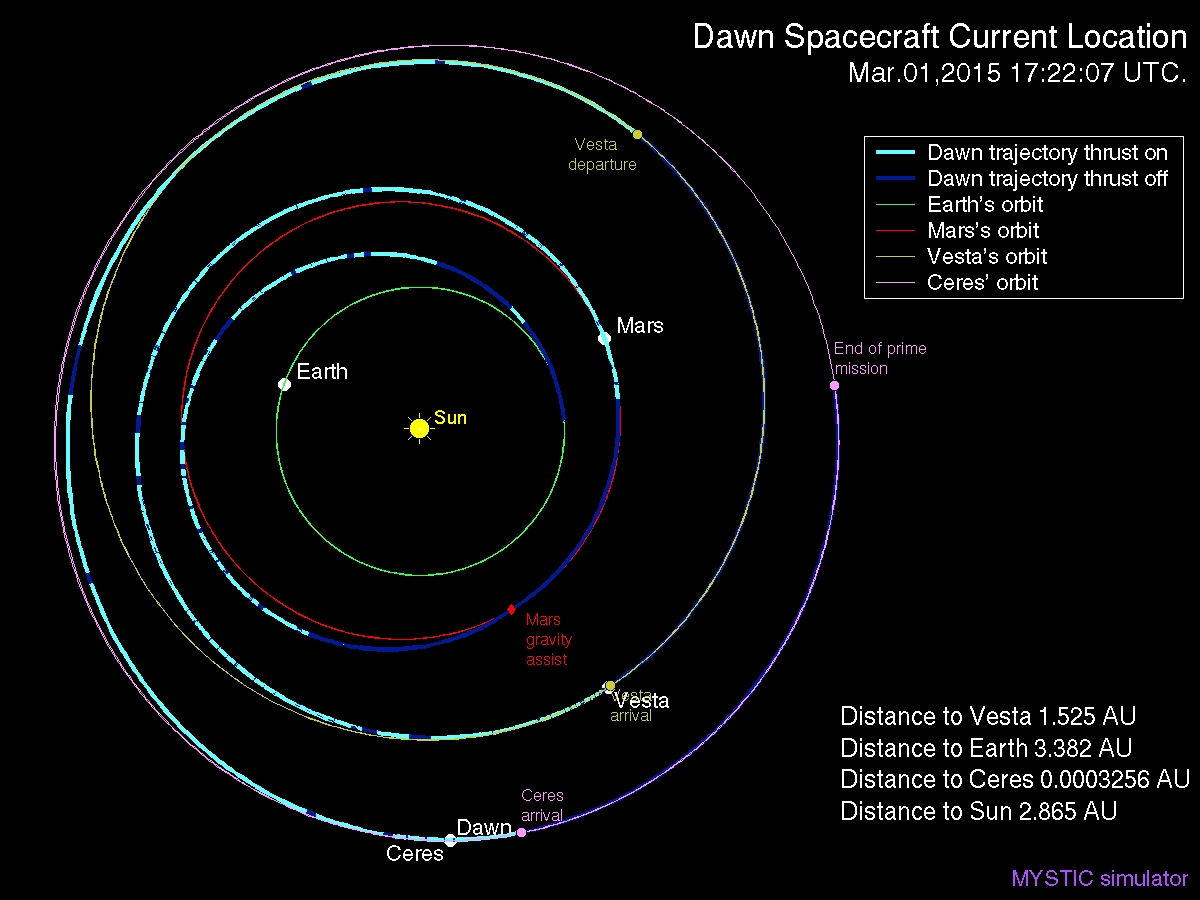 Dawn Spacecraft Current Location
Mar.01,2015 17:22:07 UTC.
Dawn trajectory thrust on
Dawn trajectory thrust off
Earth's orbit
Mars's orbit
Vesta's orbit
Ceres' orbit
Vesta
departure
Mars
End of prime
mission
Earth
Sun
Mars
gravity
assist
Vesta
Vesta
arrival
Distance to Vesta 1.525 AU
Distance to Earth 3.382 AU
Distance to Ceres 0.0003256 AU
Distance to Sun 2.865 AU
Ceres
arrival
Dawn
Ceres
MYSTIC simulator